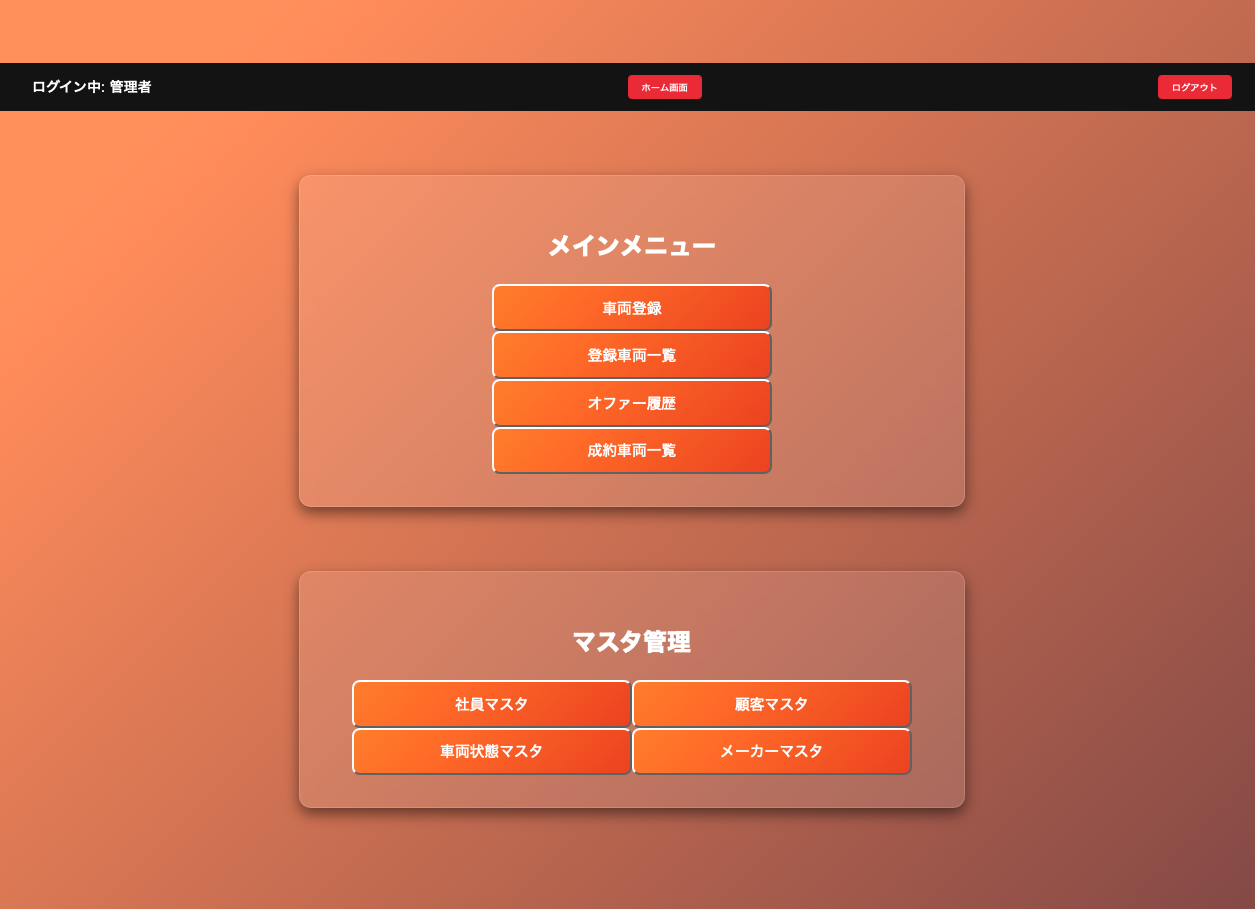 ログイン中: 管理者
ホーム画面
ログアウト
メインメニュー
車両登録
登録車両一覧
オファー履歴
成約車両一覧
マスタ管理
社員マスタ
顧客マスタ
車両状態マスタ
メーカーマスタ